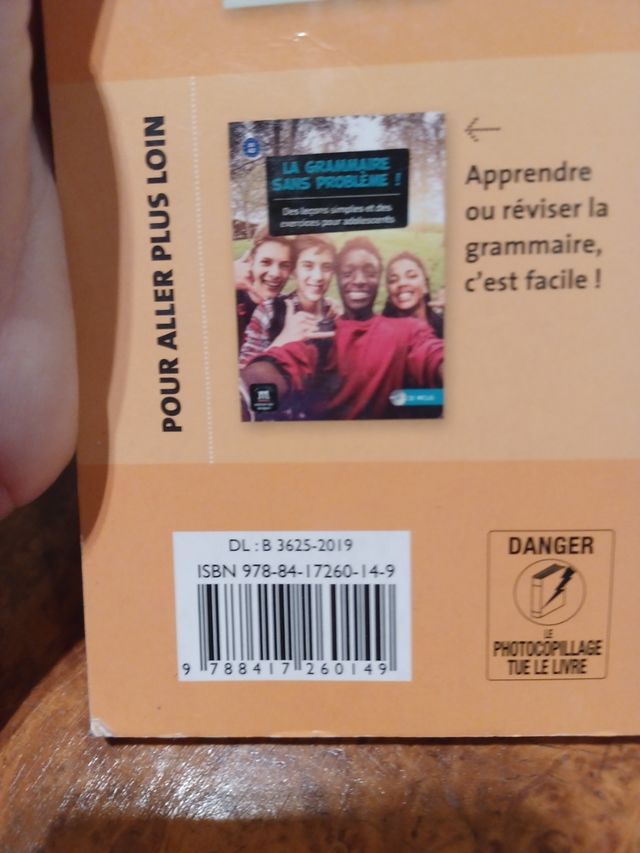 POUR ALLER PLUS LOIN
LA GRAMMAIRE
SANS PROBLÈME !
Des leçons simples et des
exercices pour adolescents
CD INCLUS
Apprendre
ou réviser la
grammaire,
c'est facile !
DL : B 3625-2019
ISBN 978-84-17260-14-9
9 788417 260149
DANGER
LE
PHOTOCOPILLAGE
TUE LE LIVRE